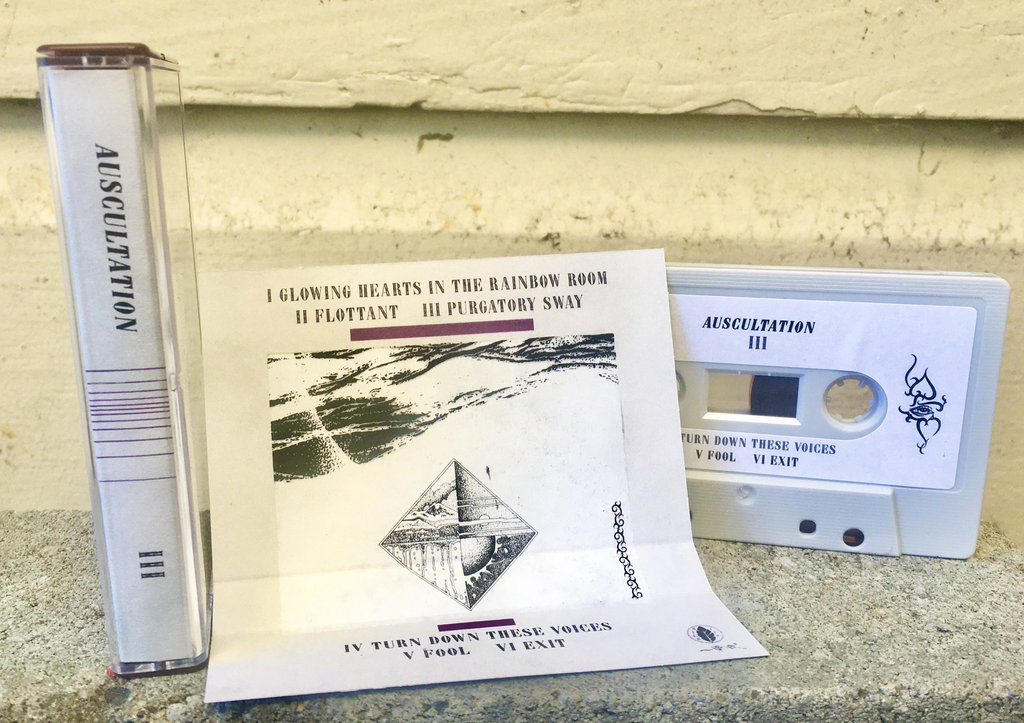 AUSCULTATION
III
I GLOWING HEARTS IN THE RAINBOW ROOM
II FLOTTANT III PURGATORY SWAY
IV TURN DOWN THESE VOICES
V FOOL VI EXIT
AUSCULTATION
III
TURN DOWN THESE VOICES
V FOOL VI EXIT